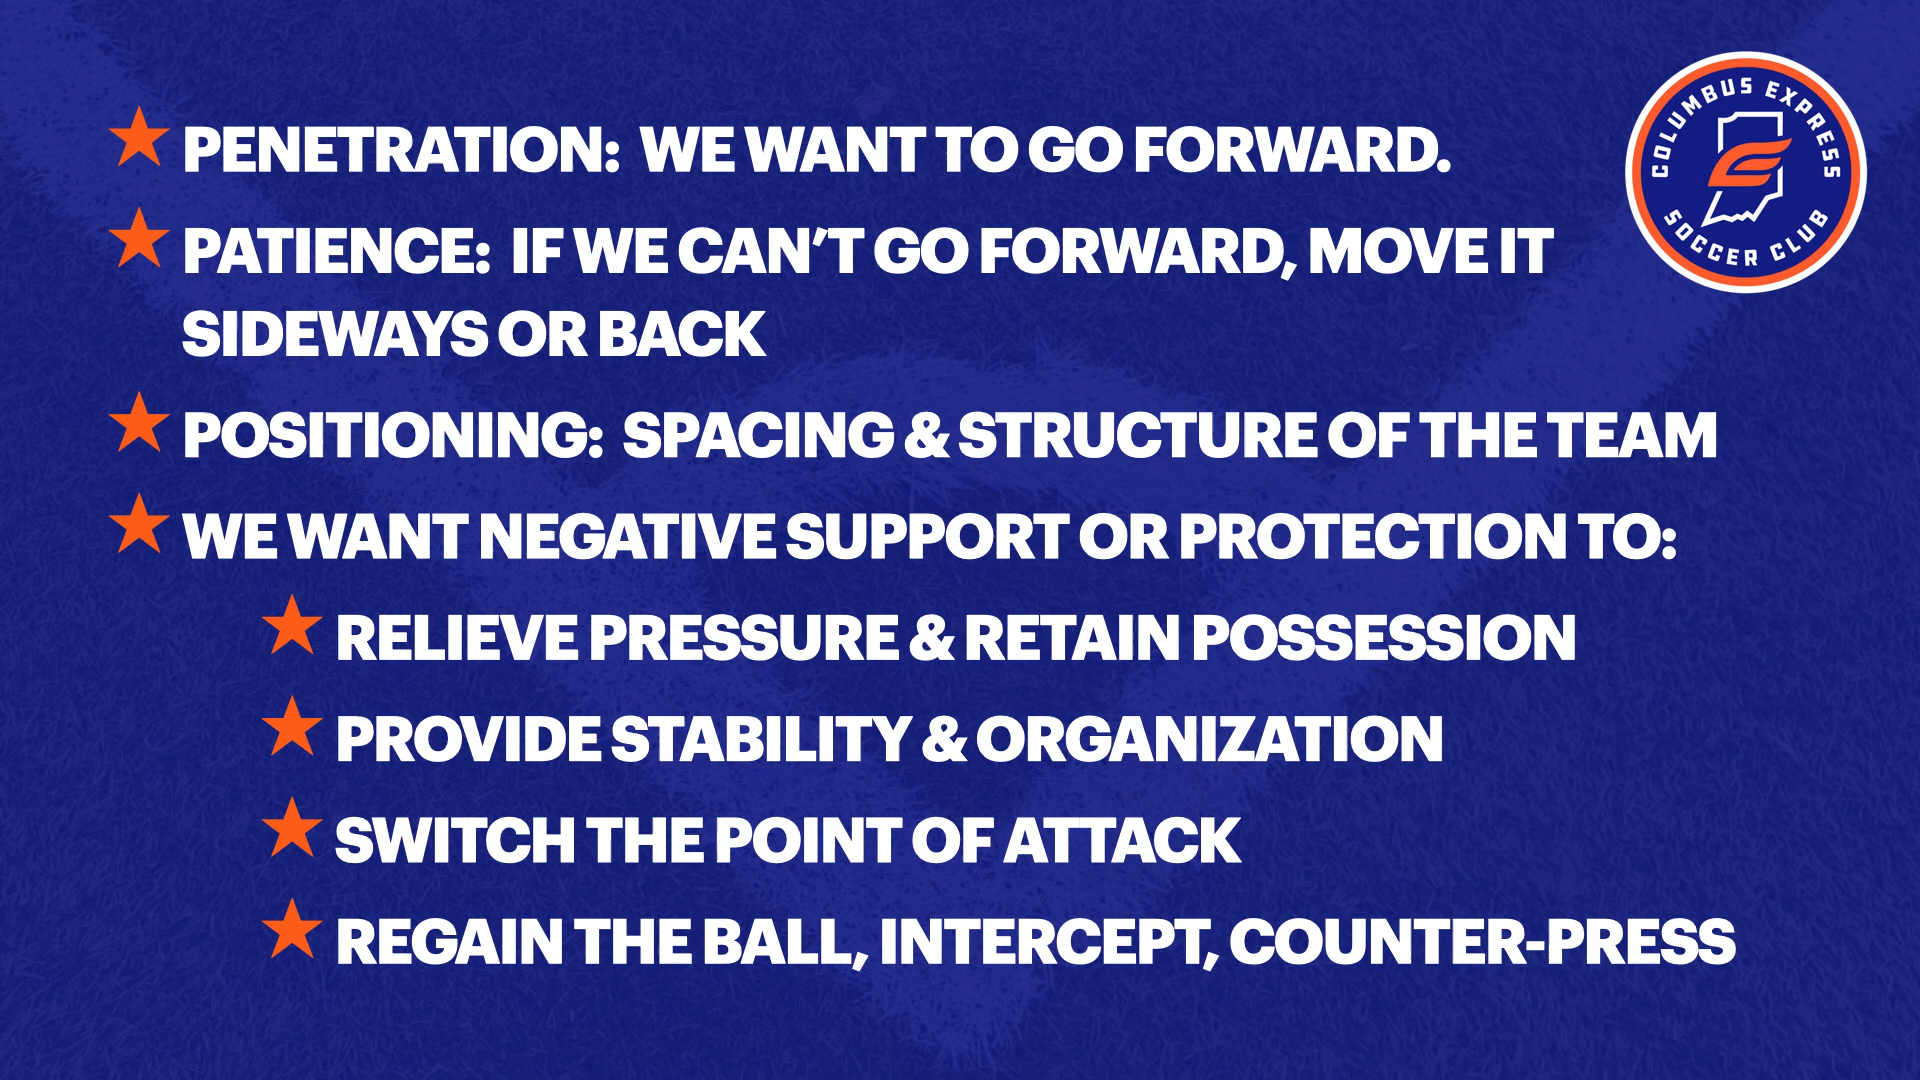 PENETRATION: WE WANT TO GO FORWARD.
PATIENCE: IF WE CAN'T GO FORWARD, MOVE IT
SIDEWAYS OR BACK
POSITIONING: SPACING & STRUCTURE OF THE TEAM
WE WANT NEGATIVE SUPPORT OR PROTECTION TO:
RELIEVE PRESSURE & RETAIN POSSESSION
PROVIDE STABILITY & ORGANIZATION
SWITCH THE POINT OF ATTACK
REGAIN THE BALL, INTERCEPT, COUNTER-PRESS
COLUMBUS EXPRESS
SOCCER CLUB